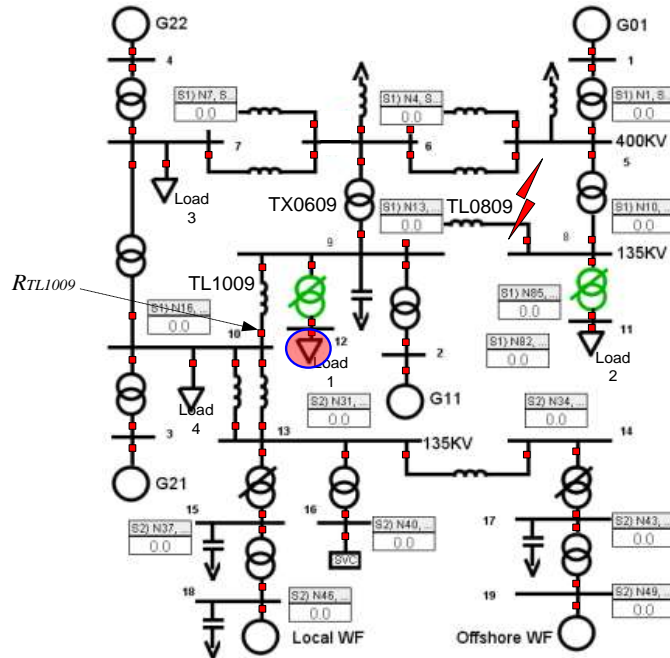 G22
G01
4
1
S1) N7, S...
0.0
S1) N4, S...
0.0
S1) N1, S...
0.0
400KV
7
6
5
Load
3
TX0609
S1) N13, ...
0.0
TL0809
S1) N10, ...
0.0
9
8
135KV
RTL1009
TL1009
S1) N16, ...
0.0
S1) N85, ...
0.0
10
12
11
Load
1
2
S1) N82, ...
0.0
Load
2
Load
4
S2) N31, ...
0.0
G11
S2) N34, ...
0.0
3
13
135KV
14
G21
15
16
17
S2) N37, ...
0.0
S2) N40, ...
0.0
S2) N43, ...
0.0
SVC
18
S2) N46, ...
0.0
19
S2) N49, ...
0.0
Local WF
Offshore WF